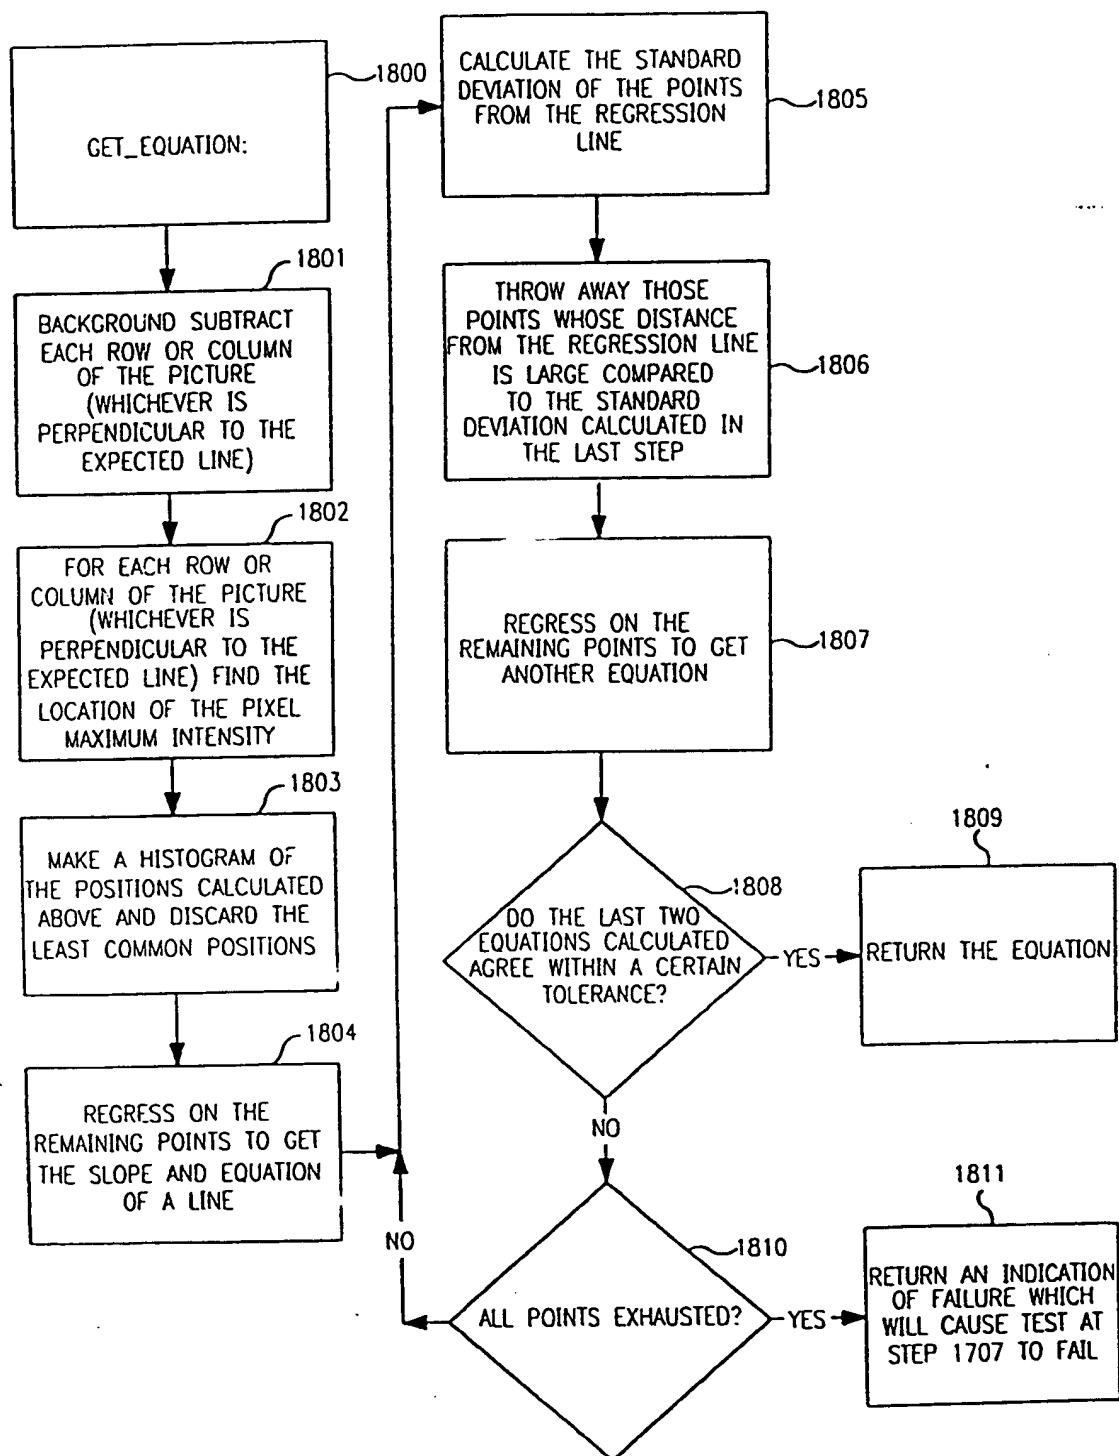 GET_EQUATION:
1800
1801
BACKGROUND SUBTRACT
EACH ROW OR COLUMN
OF THE PICTURE
(WHICHEVER IS
PERPENDICULAR TO THE
EXPECTED LINE)
1802
FOR EACH ROW OR
COLUMN OF THE PICTURE
(WHICHEVER IS
PERPENDICULAR TO THE
EXPECTED LINE) FIND THE
LOCATION OF THE PIXEL
MAXIMUM INTENSITY
1803
MAKE A HISTOGRAM OF
THE POSITIONS CALCULATED
ABOVE AND DISCARD THE
LEAST COMMON POSITIONS
1804
REGRESS ON THE
REMAINING POINTS TO GET
THE SLOPE AND EQUATION
OF A LINE
CALCULATE THE STANDARD
DEVIATION OF THE POINTS
FROM THE REGRESSION
LINE
1805
THROW AWAY THOSE
POINTS WHOSE DISTANCE
FROM THE REGRESSION LINE
IS LARGE COMPARED
TO THE STANDARD
DEVIATION CALCULATED IN
THE LAST STEP
1806
REGRESS ON THE
REMAINING POINTS TO GET
ANOTHER EQUATION
1807
1808
DO THE LAST TWO
EQUATIONS CALCULATED
AGREE WITHIN A CERTAIN
TOLERANCE?
YES
1809
RETURN THE EQUATION
NO
1810
ALL POINTS EXHAUSTED?
NO
YES
1811
RETURN AN INDICATION
OF FAILURE WHICH
WILL CAUSE TEST AT
STEP 1707 TO FAIL